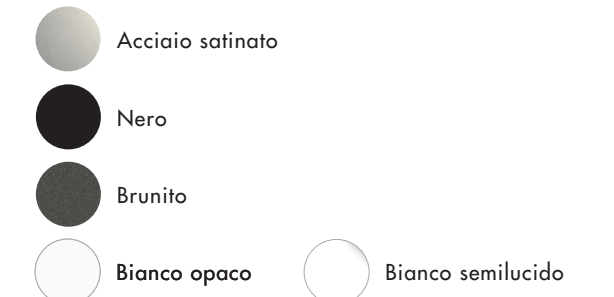 Acciaio satinato
Nero
Brunito
Bianco opaco
Bianco semilucido